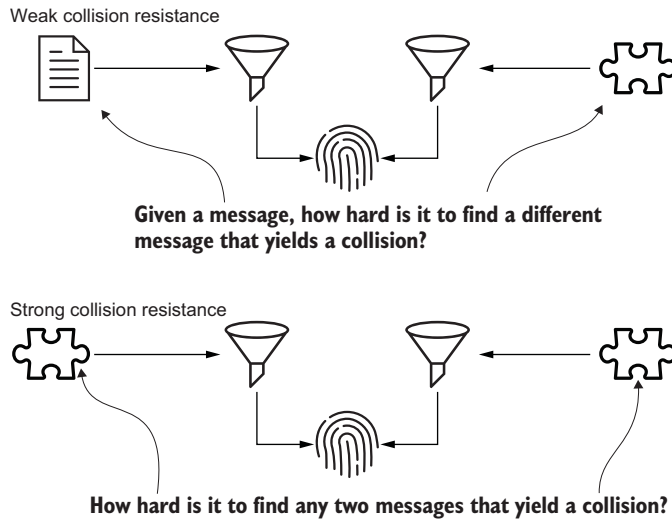 Weak collision resistance
Given a message, how hard is it to find a different
message that yields a collision?
Strong collision resistance
How hard is it to find any two messages that yield a collision?